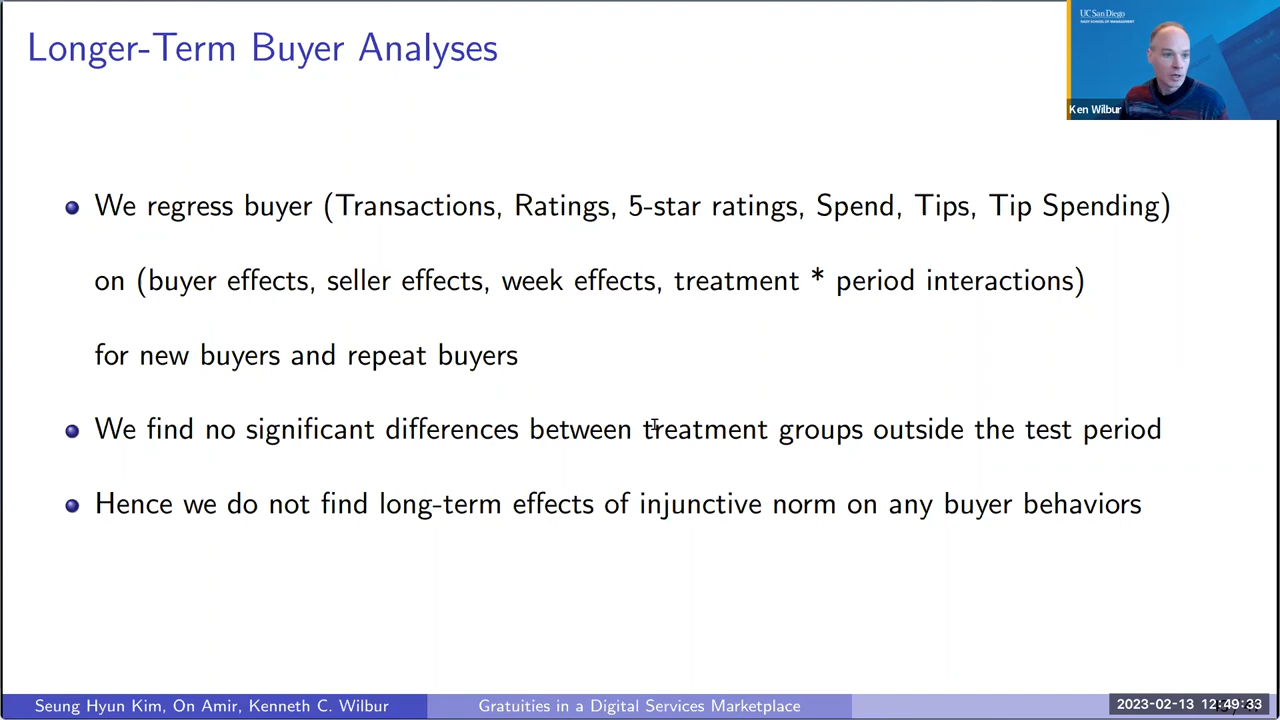 Longer-Term Buyer Analyses
UC San Diego
RADY SCHOOL OF MANAGEMENT
Ken Wilbur
We regress buyer (Transactions, Ratings, 5-star ratings, Spend, Tips, Tip Spending)
on (buyer effects, seller effects, week effects, treatment * period interactions)
for new buyers and repeat buyers
We find no significant differences between treatment groups outside the test period
Hence we do not find long-term effects of injunctive norm on any buyer behaviors
Seung Hyun Kim, On Amir, Kenneth C. Wilbur
Gratuities in a Digital Services Marketplace
2023-02-13 12:49:33